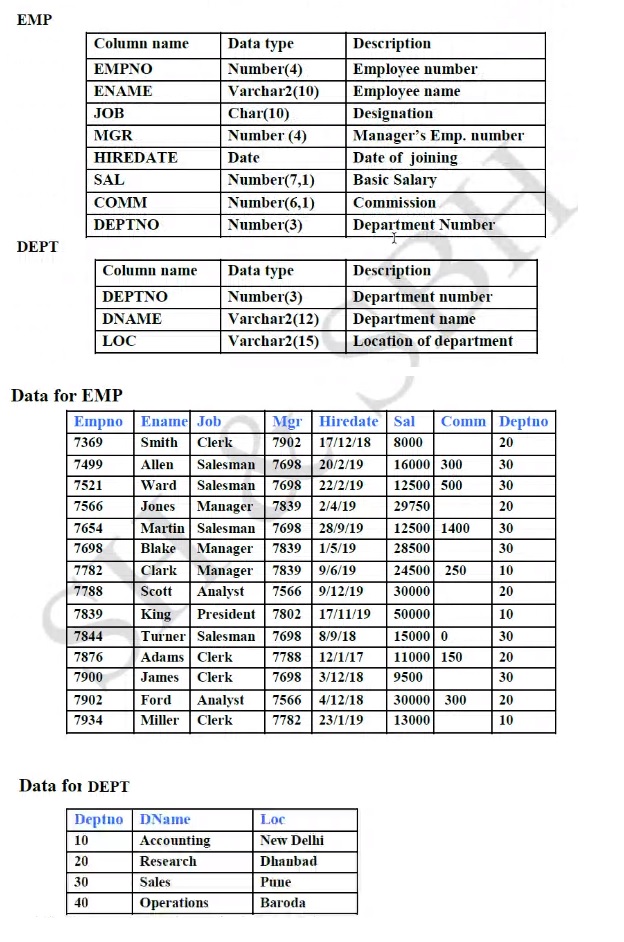 EMP
Column name Data type Description
EMPNO Number(4) Employee number
ENAME Varchar2(10) Employee name
JOB Char(10) Designation
MGR Number (4) Manager's Emp. number
HIREDATE Date Date of joining
SAL Number(7,1) Basic Salary
COMM Number(6,1) Commission
DEPTNO Number(3) Department Number
DEPT
Column name Data type Description
DEPTNO Number(3) Department number
DNAME Varchar2(12) Department name
LOC Varchar2(15) Location of department
Data for EMP
Empno Ename Job Mgr Hiredate Sal Comm Deptno
7369 Smith Clerk 7902 17/12/18 8000 20
7499 Allen Salesman 7698 20/2/19 16000 300 30
7521 Ward Salesman 7698 22/2/19 12500 500 30
7566 Jones Manager 7839 2/4/19 29750 20
7654 Martin Salesman 7698 28/9/19 12500 1400 30
7698 Blake Manager 7839 1/5/19 28500 30
7782 Clark Manager 7839 9/6/19 24500 250 10
7788 Scott Analyst 7566 9/12/19 30000 20
7839 King President 7802 17/11/19 50000 10
7844 Turner Salesman 7698 8/9/18 15000 0 30
7876 Adams Clerk 7788 12/1/17 11000 150 20
7900 James Clerk 7698 3/12/18 9500 30
7902 Ford Analyst 7566 4/12/18 30000 300 20
7934 Miller Clerk 7782 23/1/19 13000 10
Data for DEPT
Deptno DName Loc
10 Accounting New Delhi
20 Research Dhanbad
30 Sales Pune
40 Operations Baroda
SH & SBH